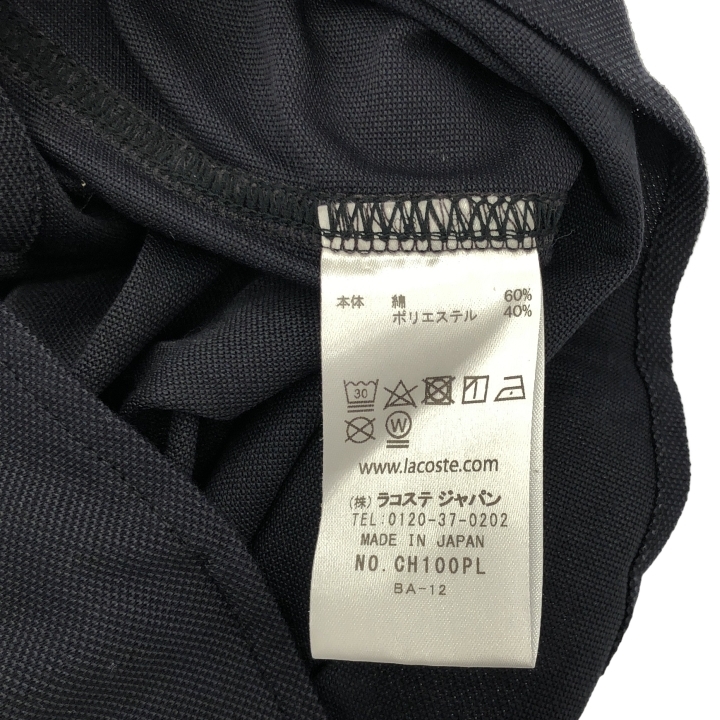 本体 綿 60%
ポリエステル 40%
30
W
www.lacoste.com
(株) ラコステ ジャパン
TEL:0120-37-0202
MADE IN JAPAN
NO. CH100PL
BA-12